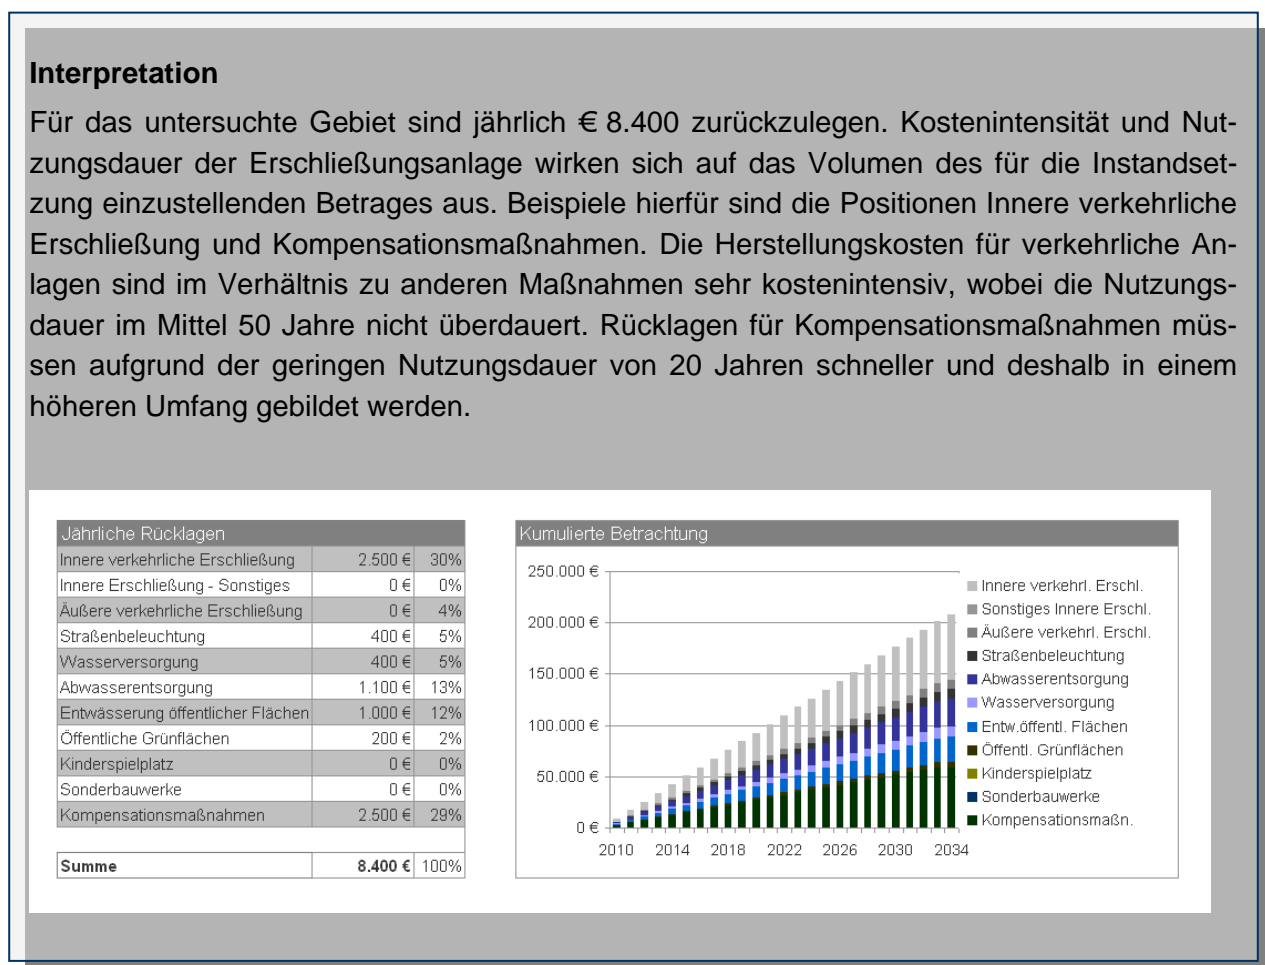 Interpretation
Für das untersuchte Gebiet sind jährlich € 8.400 zurückzulegen. Kostenintensität und Nut-
zungsdauer der Erschließungsanlage wirken sich auf das Volumen des für die Instandset-
zung einzustellenden Betrages aus. Beispiele hierfür sind die Positionen Innere verkehrliche
Erschließung und Kompensationsmaßnahmen. Die Herstellungskosten für verkehrliche An-
lagen sind im Verhältnis zu anderen Maßnahmen sehr kostenintensiv, wobei die Nutzungs-
dauer im Mittel 50 Jahre nicht überdauert. Rücklagen für Kompensationsmaßnahmen müs-
sen aufgrund der geringen Nutzungsdauer von 20 Jahren schneller und deshalb in einem
höheren Umfang gebildet werden.
Jährliche Rücklagen
Innere verkehrliche Erschließung 2.500 € 30%
Innere Erschließung - Sonstiges 0 € 0%
Äußere verkehrliche Erschließung 0 € 4%
Straßenbeleuchtung 400 € 5%
Wasserversorgung 400 € 5%
Abwasserentsorgung 1.100 € 13%
Entwässerung öffentlicher Flächen 1.000 € 12%
Öffentliche Grünflächen 200 € 2%
Kinderspielplatz 0 € 0%
Sonderbauwerke 0 € 0%
Kompensationsmaßnahmen 2.500 € 29%
Summe 8.400 € 100%
Kumulierte Betrachtung
250.000 €
200.000 €
150.000 €
100.000 €
50.000 €
0 €
2010 2014 2018 2022 2026 2030 2034
Innere verkehrl. Erschl.
Sonstiges Innere Erschl.
Äußere verkehrl. Erschl.
Straßenbeleuchtung
Abwasserentsorgung
Wasserversorgung
Entw.öffentl. Flächen
Öffentl. Grünflächen
Kinderspielplatz
Sonderbauwerke
Kompensationsmaßn.